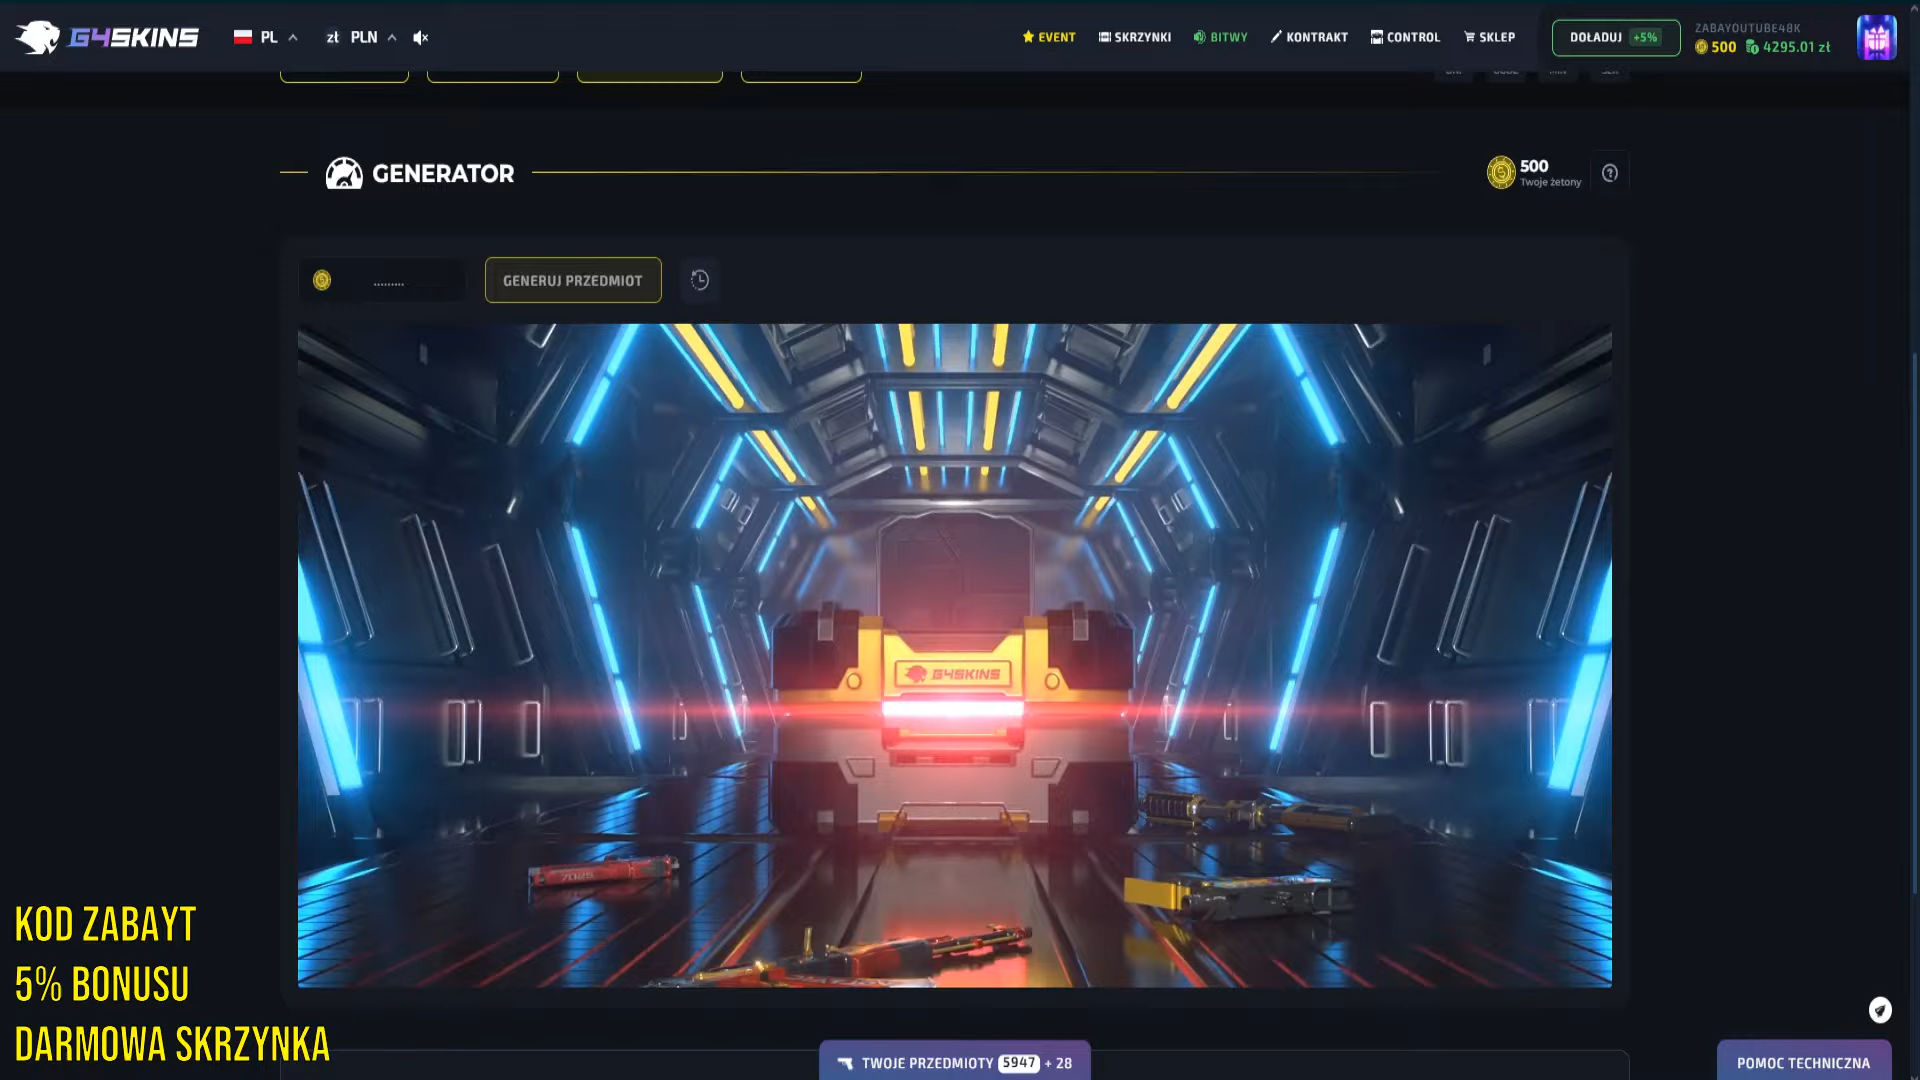 G4SKINS
PL
zł PLN
EVENT
SKRZYNKI
BITWY
KONTRAKT
CONTROL
SKLEP
DOŁADUJ +5%
ZABAYOUTUBE48K
500 4295.01 zł
GENERATOR
500
Twoje żetony
GENERUJ PRZEDMIOT
G4SKINS
KOD ZABAYT
5% BONUSU
DARMOWA SKRZYNKA
TWOJE PRZEDMIOTY 5947 + 28
POMOC TECHNICZNA